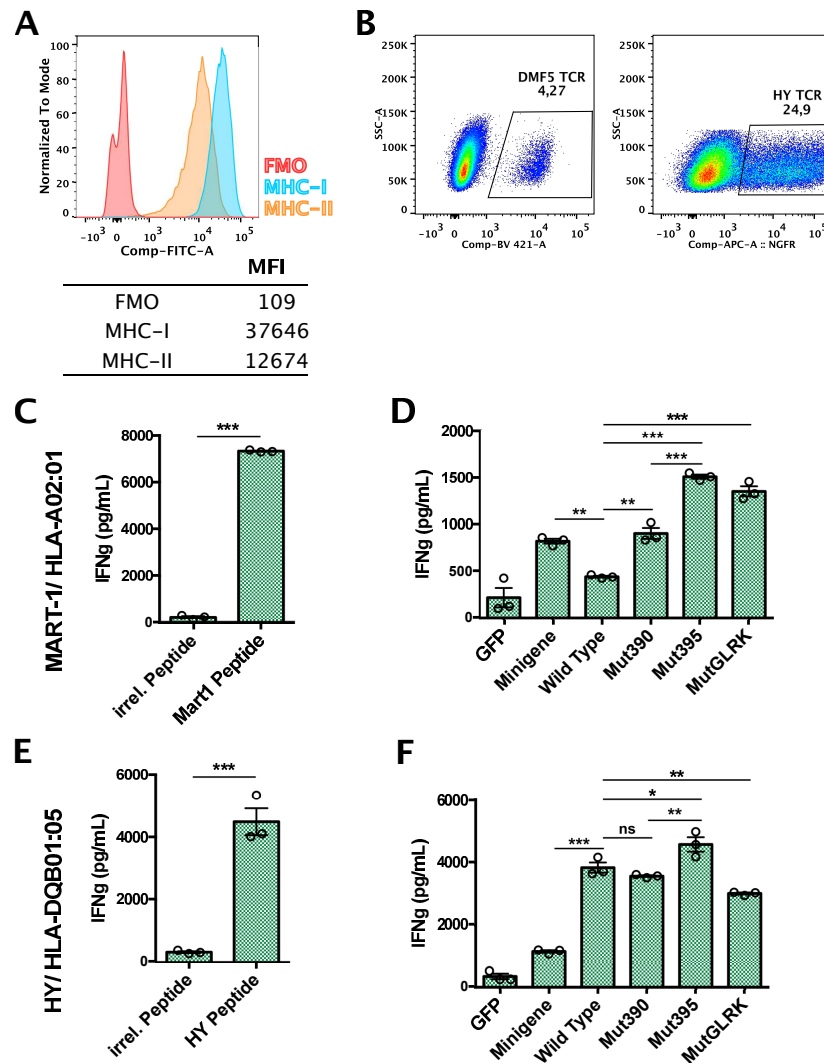 A
Normalized To Mode
100
80
60
40
20
0
-10³ 0 10³ 10⁴ 10⁵
Comp-FITC-A
FMO
MHC-I
MHC-II
MFI
FMO 109
MHC-I 37646
MHC-II 12674
B
SSC-A
250K
200K
150K
100K
50K
0
DMF5 TCR
4,27
-10³ 0 10³ 10⁴ 10⁵
Comp-BV 421-A
SSC-A
250K
200K
150K
100K
50K
0
HY TCR
24,9
-10³ 0 10³ 10⁴
Comp-APC-A :: NGFR
C
MART-1/ HLA-A02:01
IFNg (pg/mL)
8000
6000
4000
2000
0
***
irrel. Peptide
Mart1 Peptide
D
IFNg (pg/mL)
2000
1500
1000
500
0
***
***
***
**
**
GFP
Minigene
Wild Type
Mut390
Mut395
MutGLRK
E
HY/ HLA-DQB01:05
IFNg (pg/mL)
6000
4000
2000
0
***
irrel. Peptide
HY Peptide
F
IFNg (pg/mL)
6000
4000
2000
0
**
*
**
ns
***
GFP
Minigene
Wild Type
Mut390
Mut395
MutGLRK